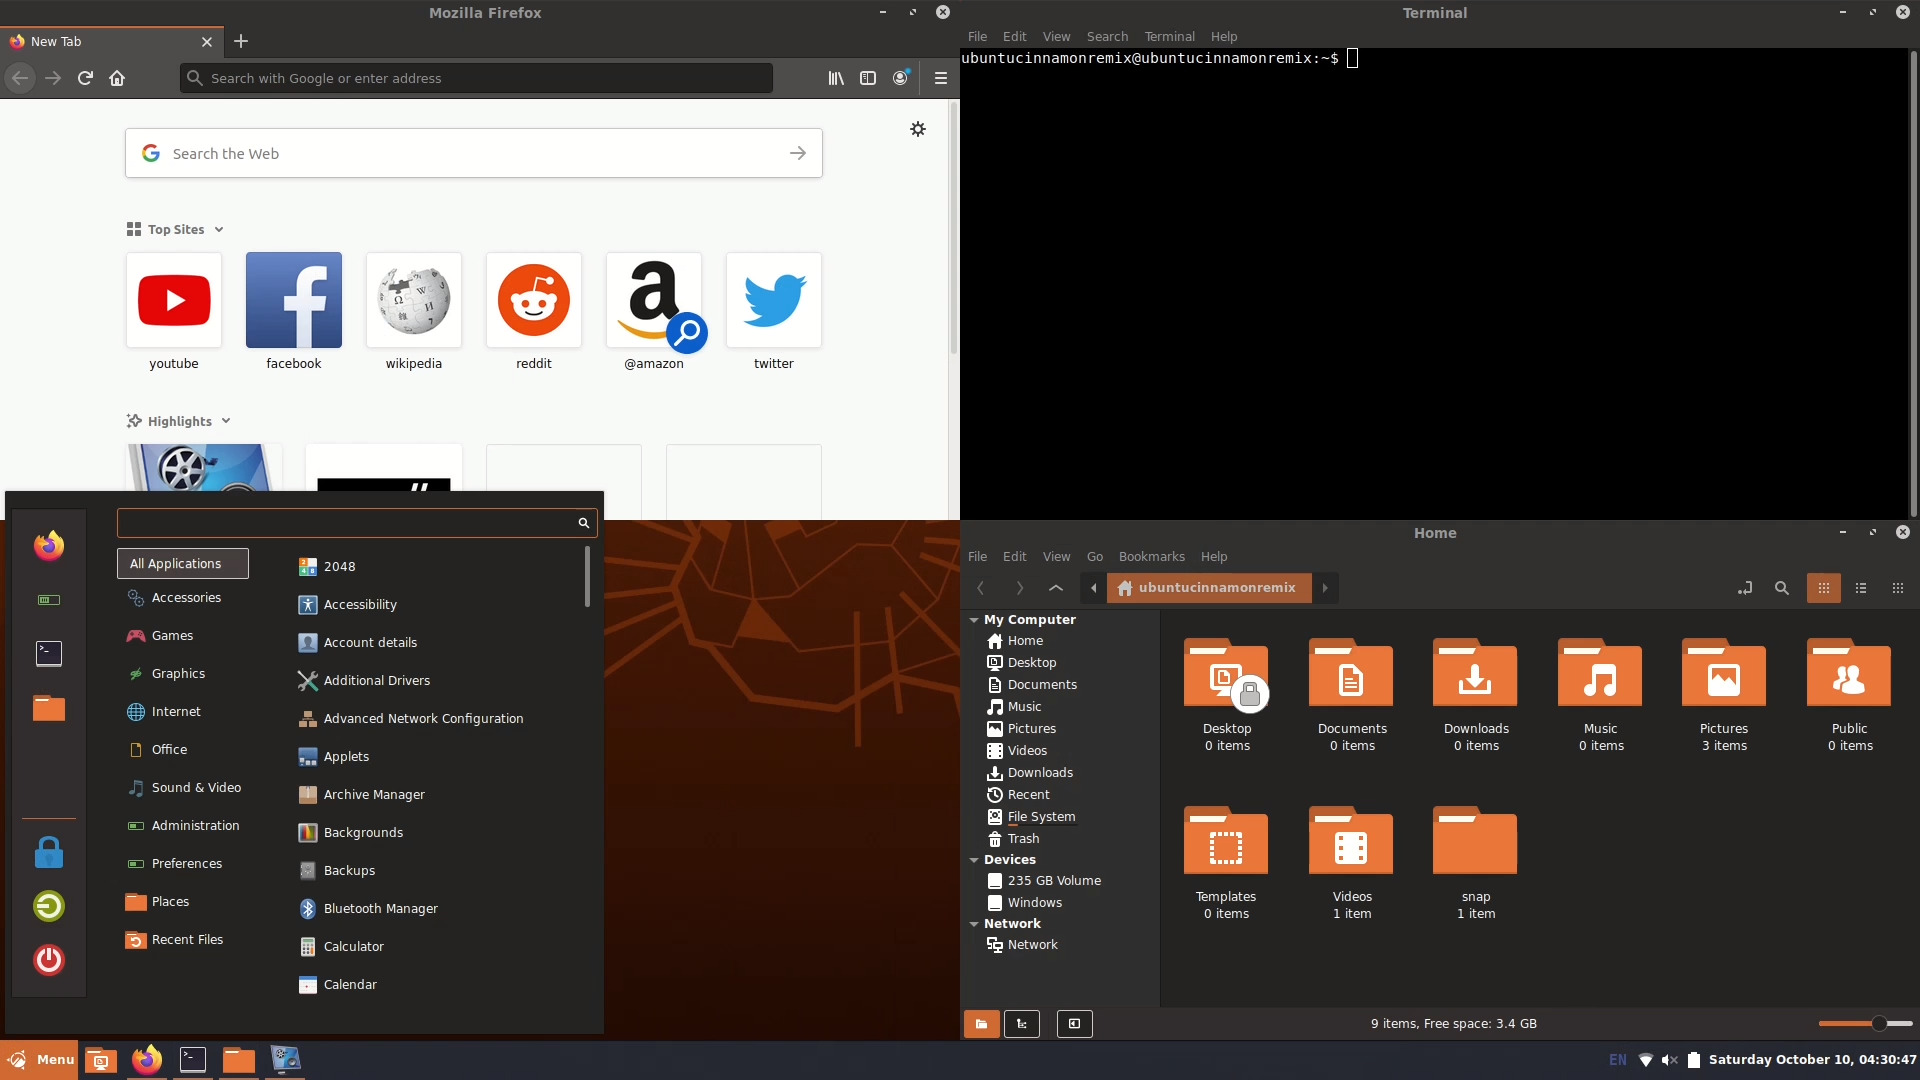 Mozilla Firefox
New Tab
Search with Google or enter address
Search the Web
Top Sites
youtube
facebook
wikipedia
reddit
@amazon
twitter
Highlights
Terminal
File Edit View Search Terminal Help
ubuntucinnamonremix@ubuntucinnamonremix:~$
All Applications
Accessories
Games
Graphics
Internet
Office
Sound & Video
Administration
Preferences
Places
Recent Files
2048
Accessibility
Account details
Additional Drivers
Advanced Network Configuration
Applets
Archive Manager
Backgrounds
Backups
Bluetooth Manager
Calculator
Calendar
Home
File Edit View Go Bookmarks Help
ubuntucinnamonremix
My Computer
Home
Desktop
Documents
Music
Pictures
Videos
Downloads
Recent
File System
Trash
Devices
235 GB Volume
Windows
Network
Network
Desktop
0 items
Documents
0 items
Downloads
0 items
Music
0 items
Pictures
3 items
Public
0 items
Templates
0 items
Videos
1 item
snap
1 item
9 items, Free space: 3.4 GB
Menu
EN
Saturday October 10, 04:30:47